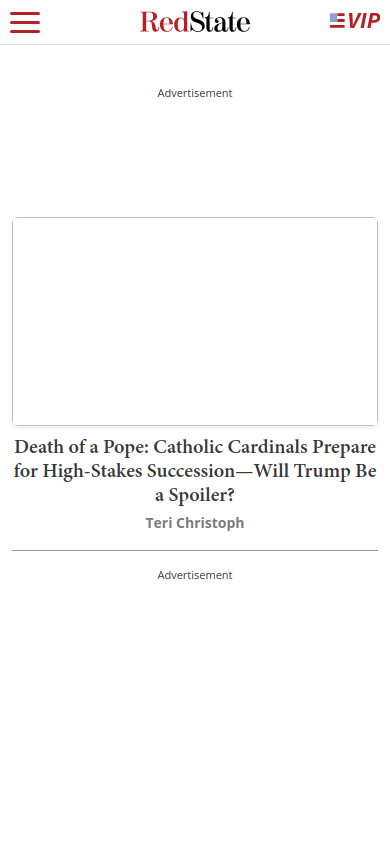 RedState
VIP
Advertisement
Death of a Pope: Catholic Cardinals Prepare
for High-Stakes Succession—Will Trump Be
a Spoiler?
Teri Christoph
Advertisement